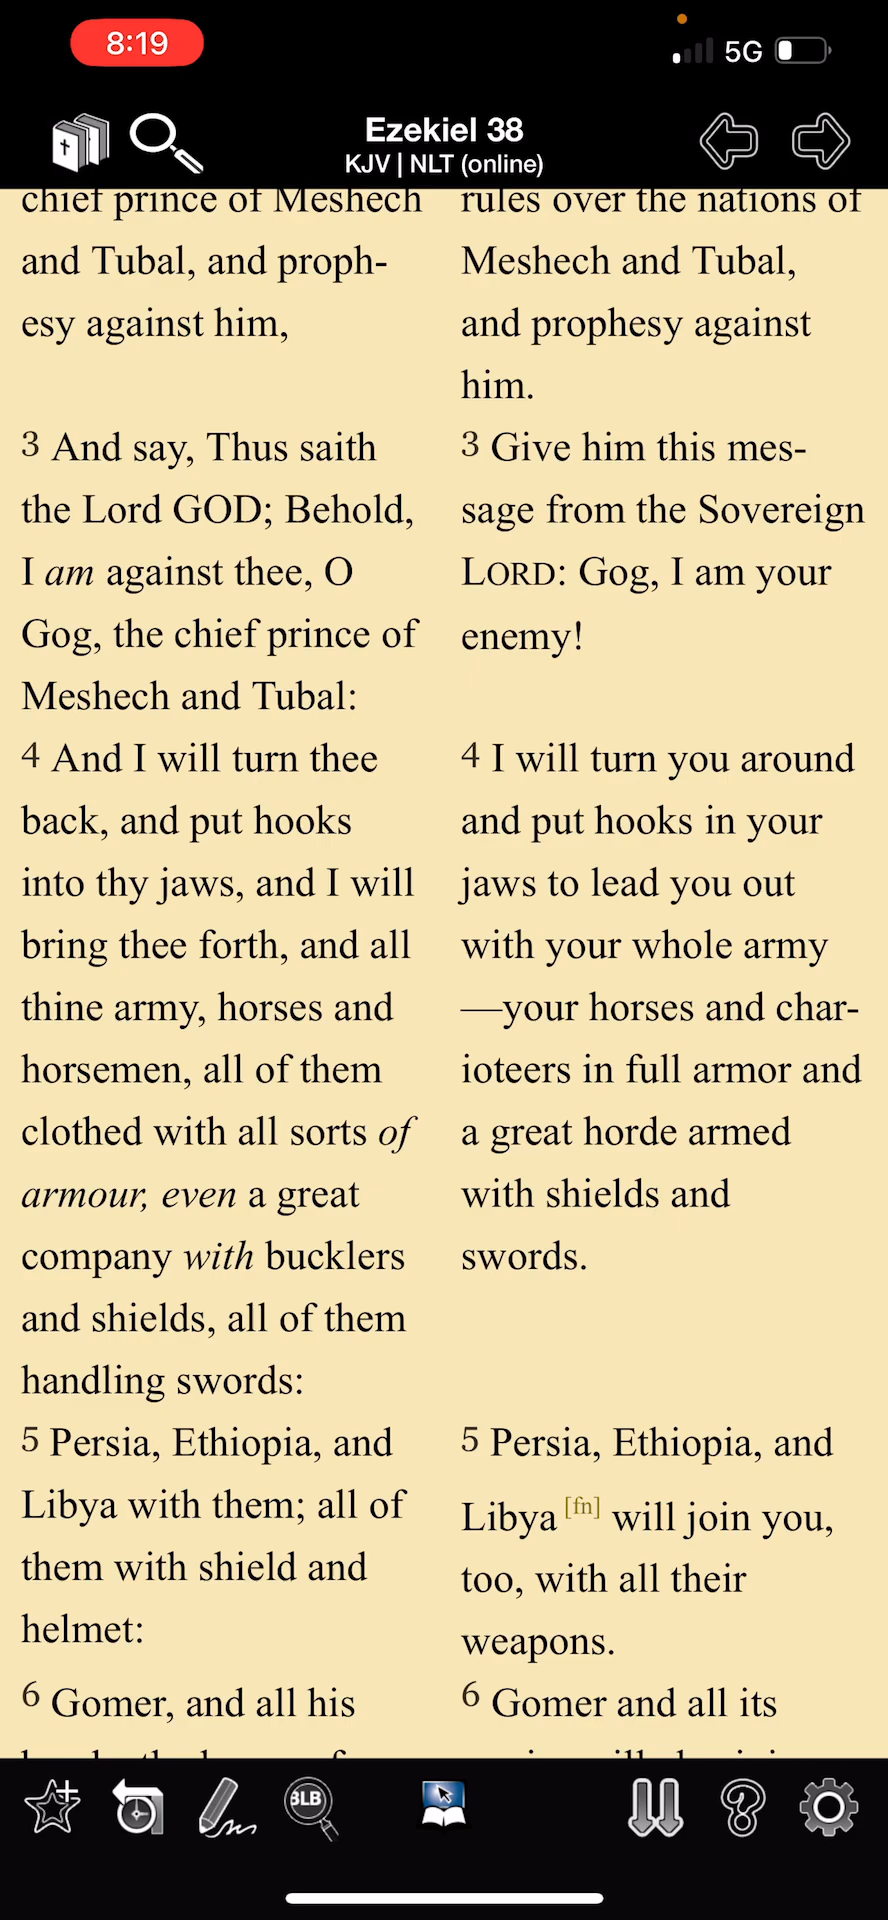 8:19
5G
Ezekiel 38
KJV | NLT (online)
chief prince of Meshech
and Tubal, and proph-
esy against him,
3 And say, Thus saith
the Lord GOD; Behold,
I am against thee, O
Gog, the chief prince of
Meshech and Tubal:
4 And I will turn thee
back, and put hooks
into thy jaws, and I will
bring thee forth, and all
thine army, horses and
horsemen, all of them
clothed with all sorts of
armour, even a great
company with bucklers
and shields, all of them
handling swords:
5 Persia, Ethiopia, and
Libya with them; all of
them with shield and
helmet:
6 Gomer, and all his
rules over the nations of
Meshech and Tubal,
and prophesy against
him.
3 Give him this mes-
sage from the Sovereign
LORD: Gog, I am your
enemy!
4 I will turn you around
and put hooks in your
jaws to lead you out
with your whole army
—your horses and char-
ioteers in full armor and
a great horde armed
with shields and
swords.
5 Persia, Ethiopia, and
Libya [fn] will join you,
too, with all their
weapons.
6 Gomer and all its
BLB